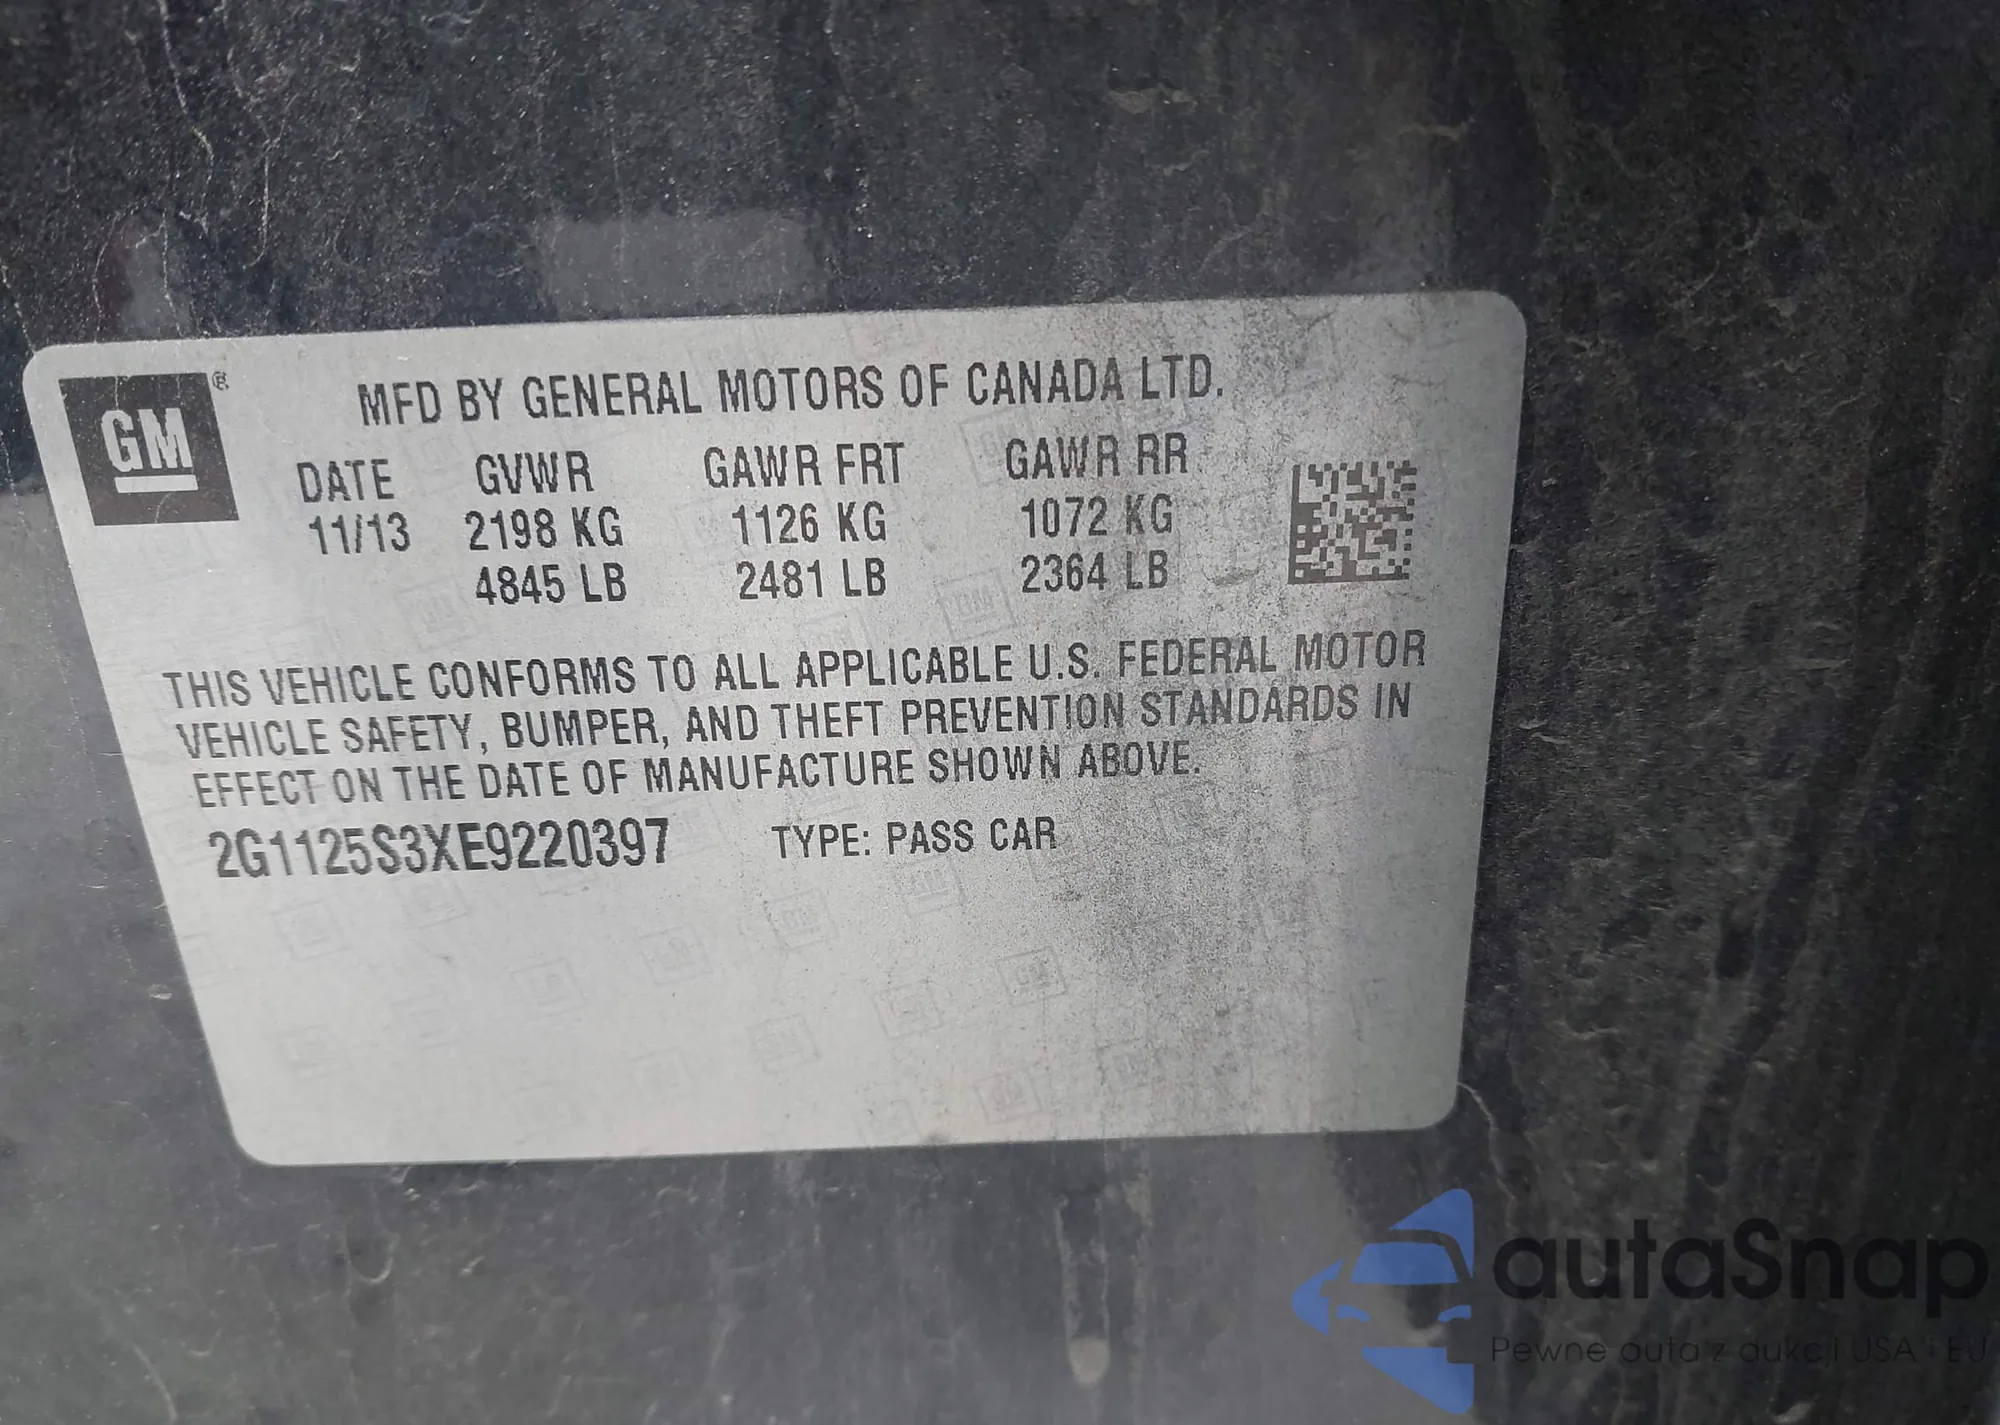 GM ®
MFD BY GENERAL MOTORS OF CANADA LTD.
DATE GVWR GAWR FRT GAWR RR
11/13 2198 KG 1126 KG 1072 KG
4845 LB 2481 LB 2364 LB
THIS VEHICLE CONFORMS TO ALL APPLICABLE U.S. FEDERAL MOTOR
VEHICLE SAFETY, BUMPER, AND THEFT PREVENTION STANDARDS IN
EFFECT ON THE DATE OF MANUFACTURE SHOWN ABOVE.
2G1125S3XE9220397 TYPE: PASS CAR
autaSnap
Pewne auta z aukcji USA i EU